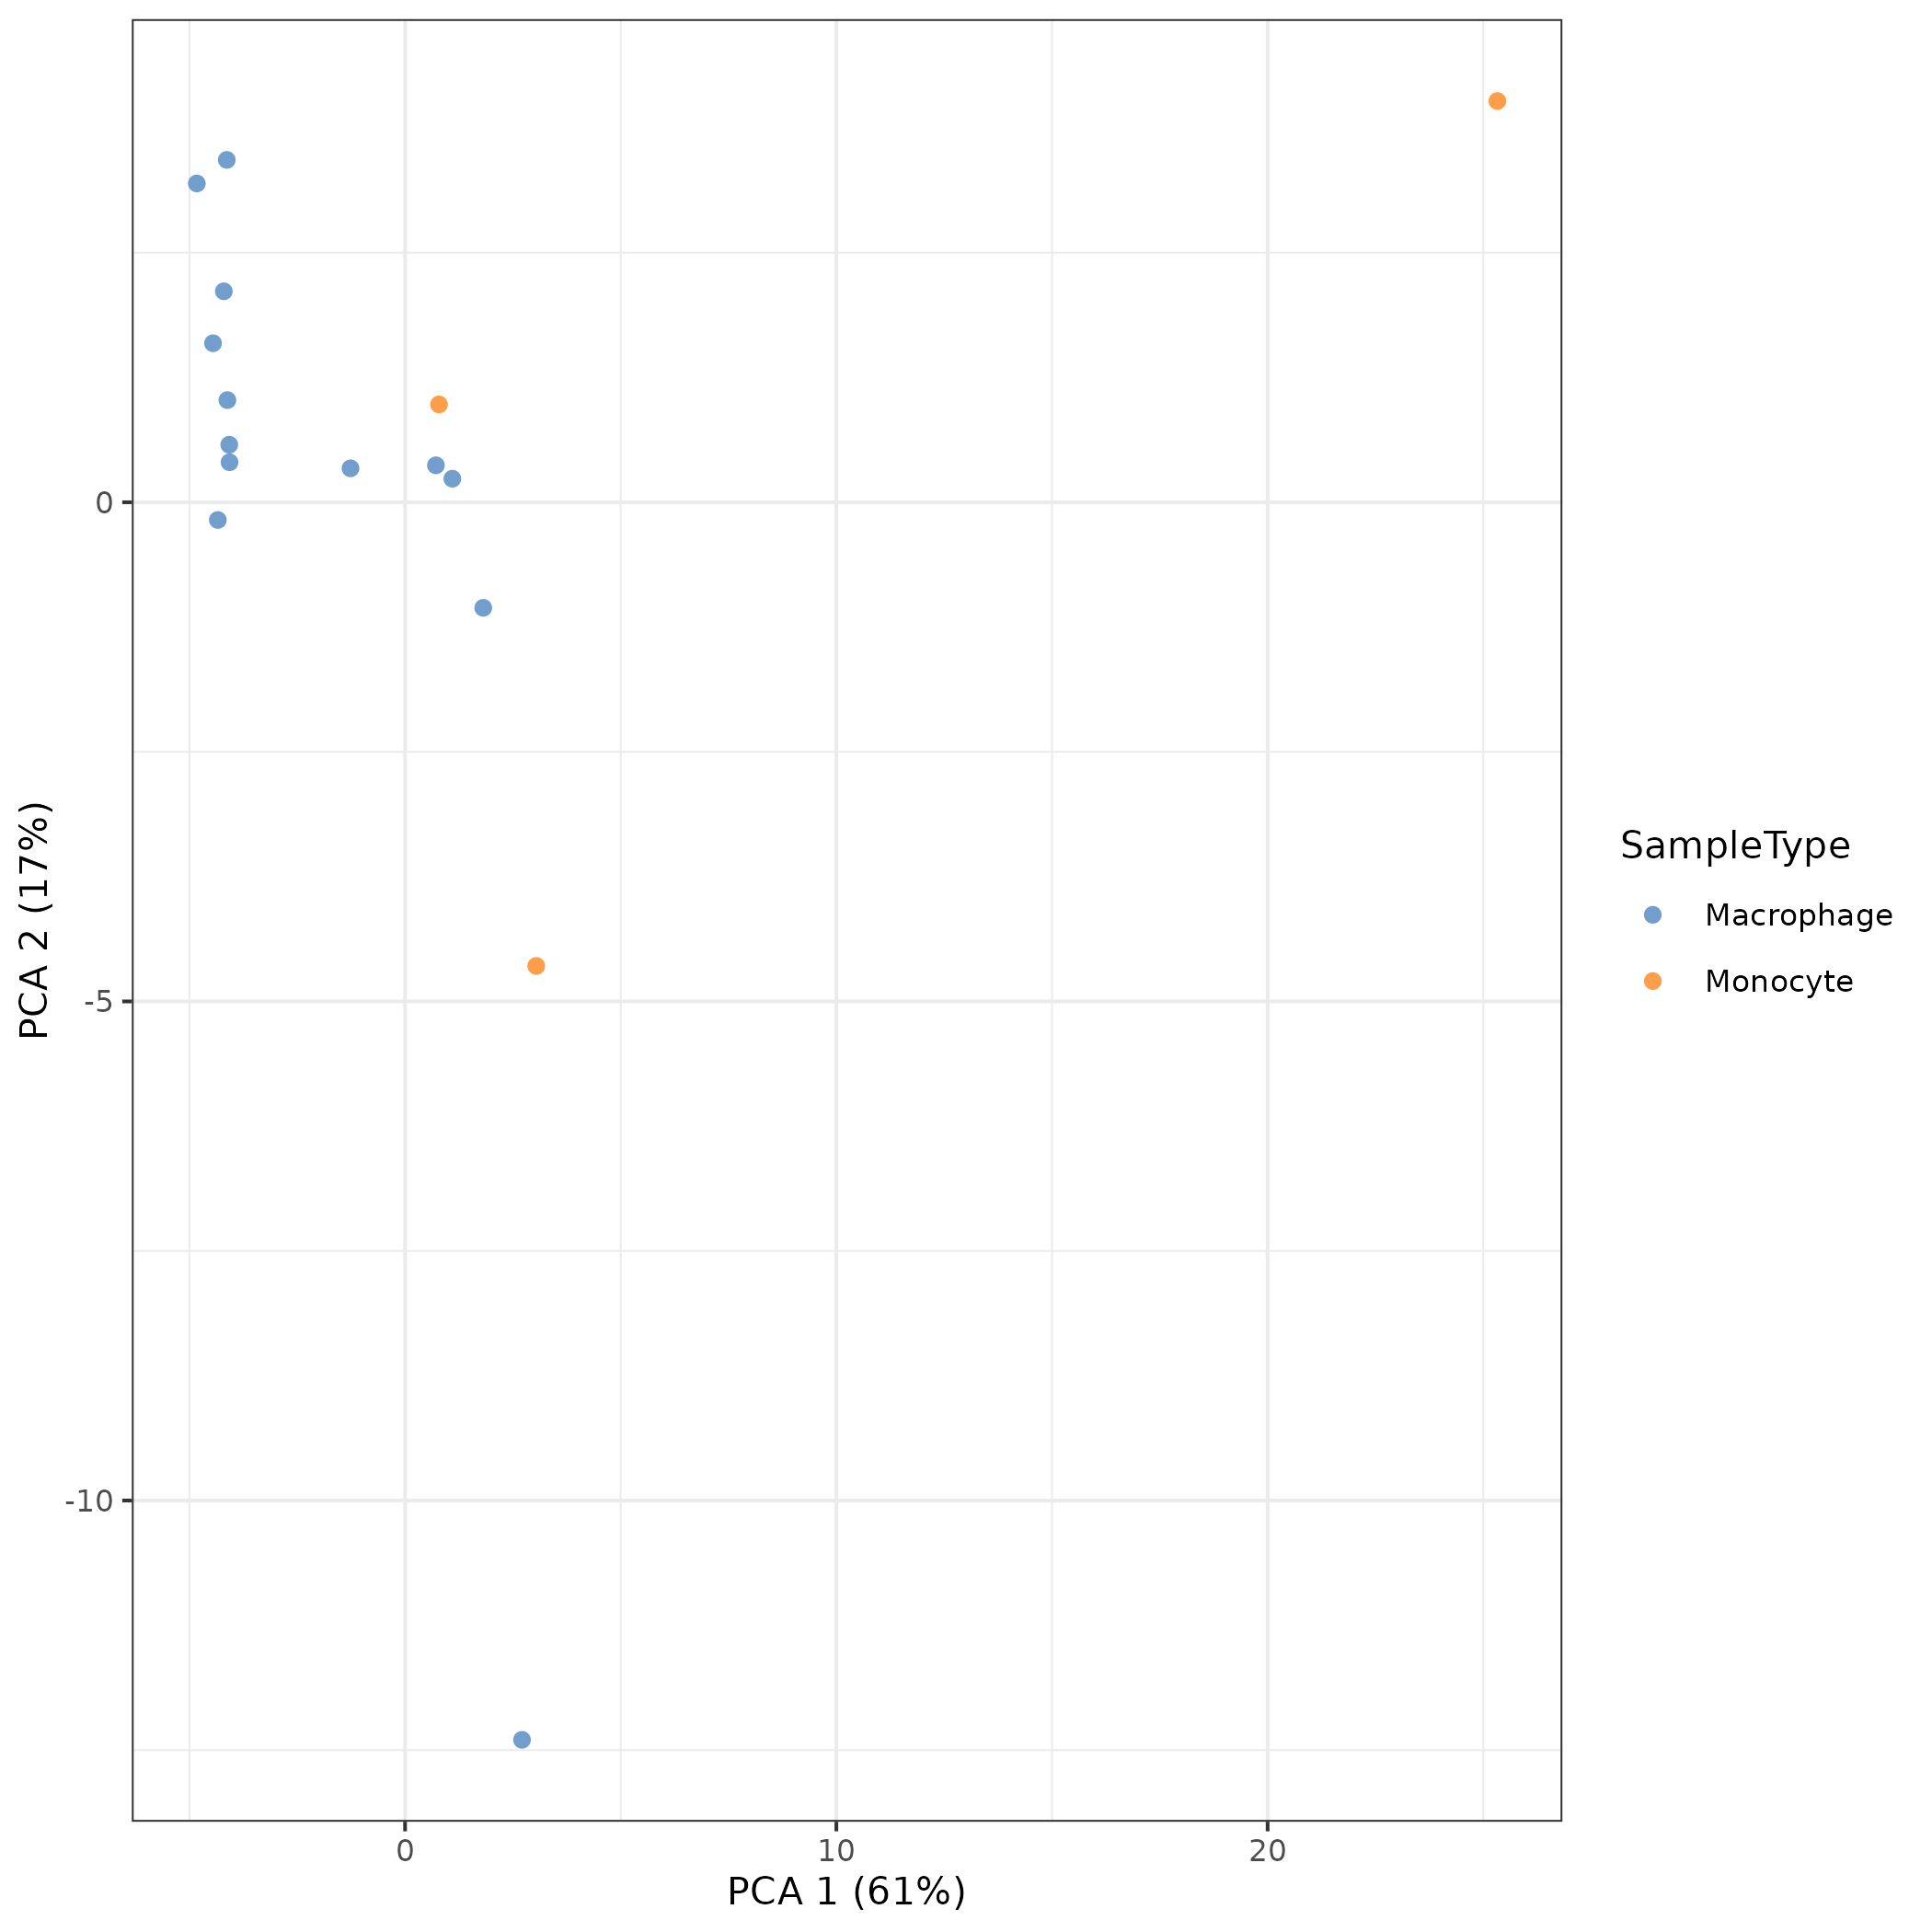 0
-5
-10
PCA 2 (17%)
0 10 20
PCA 1 (61%)
SampleType
Macrophage
Monocyte